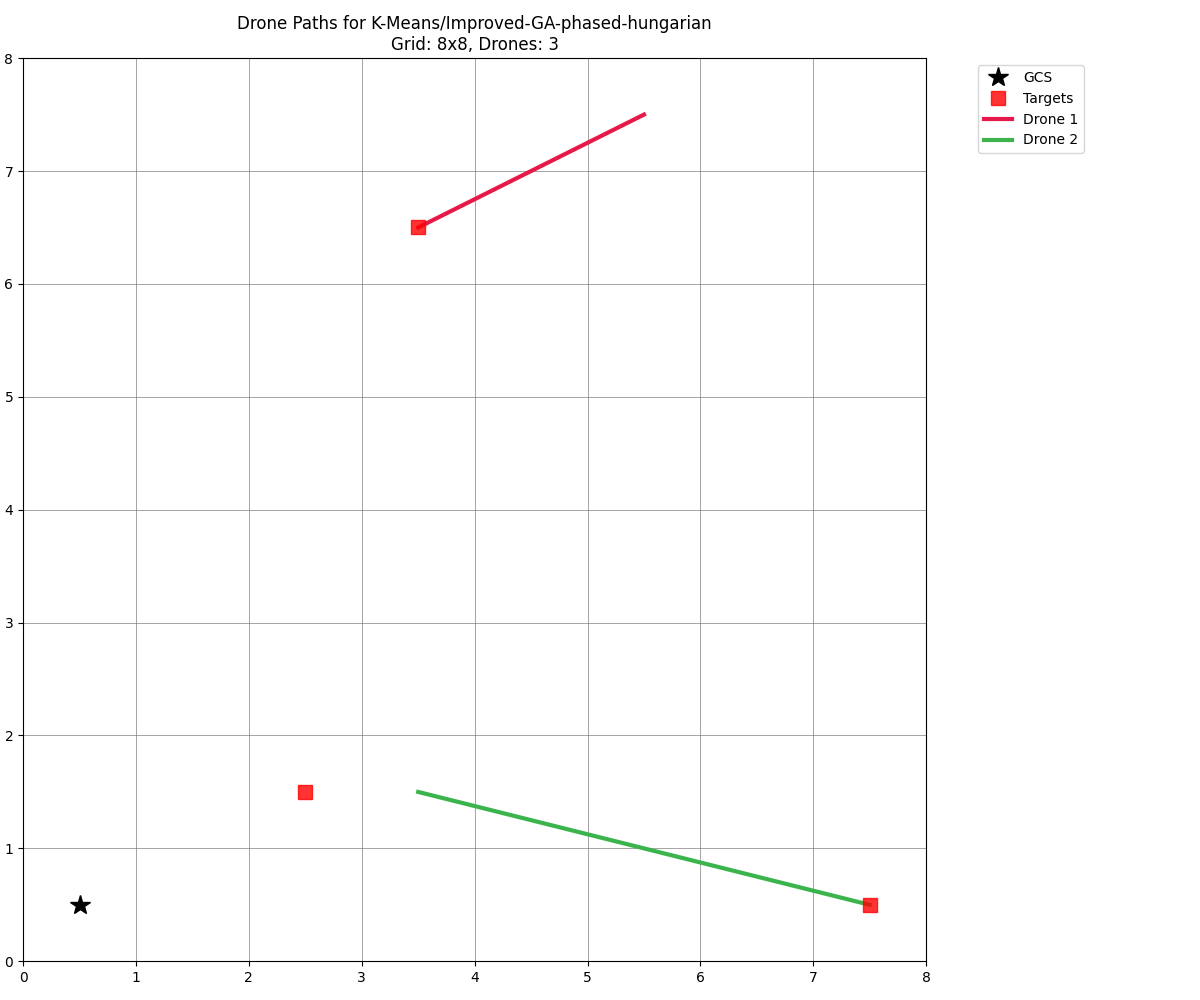 Drone Paths for K-Means/Improved-GA-phased-hungarian
Grid: 8x8, Drones: 3
GCS
Targets
Drone 1
Drone 2
8
7
6
5
4
3
2
1
0
0 1 2 3 4 5 6 7 8